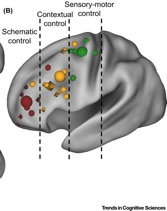 (B)
Sensory-motor
control
Contextual
control
Schematic
control
Trends in Cognitive Sciences